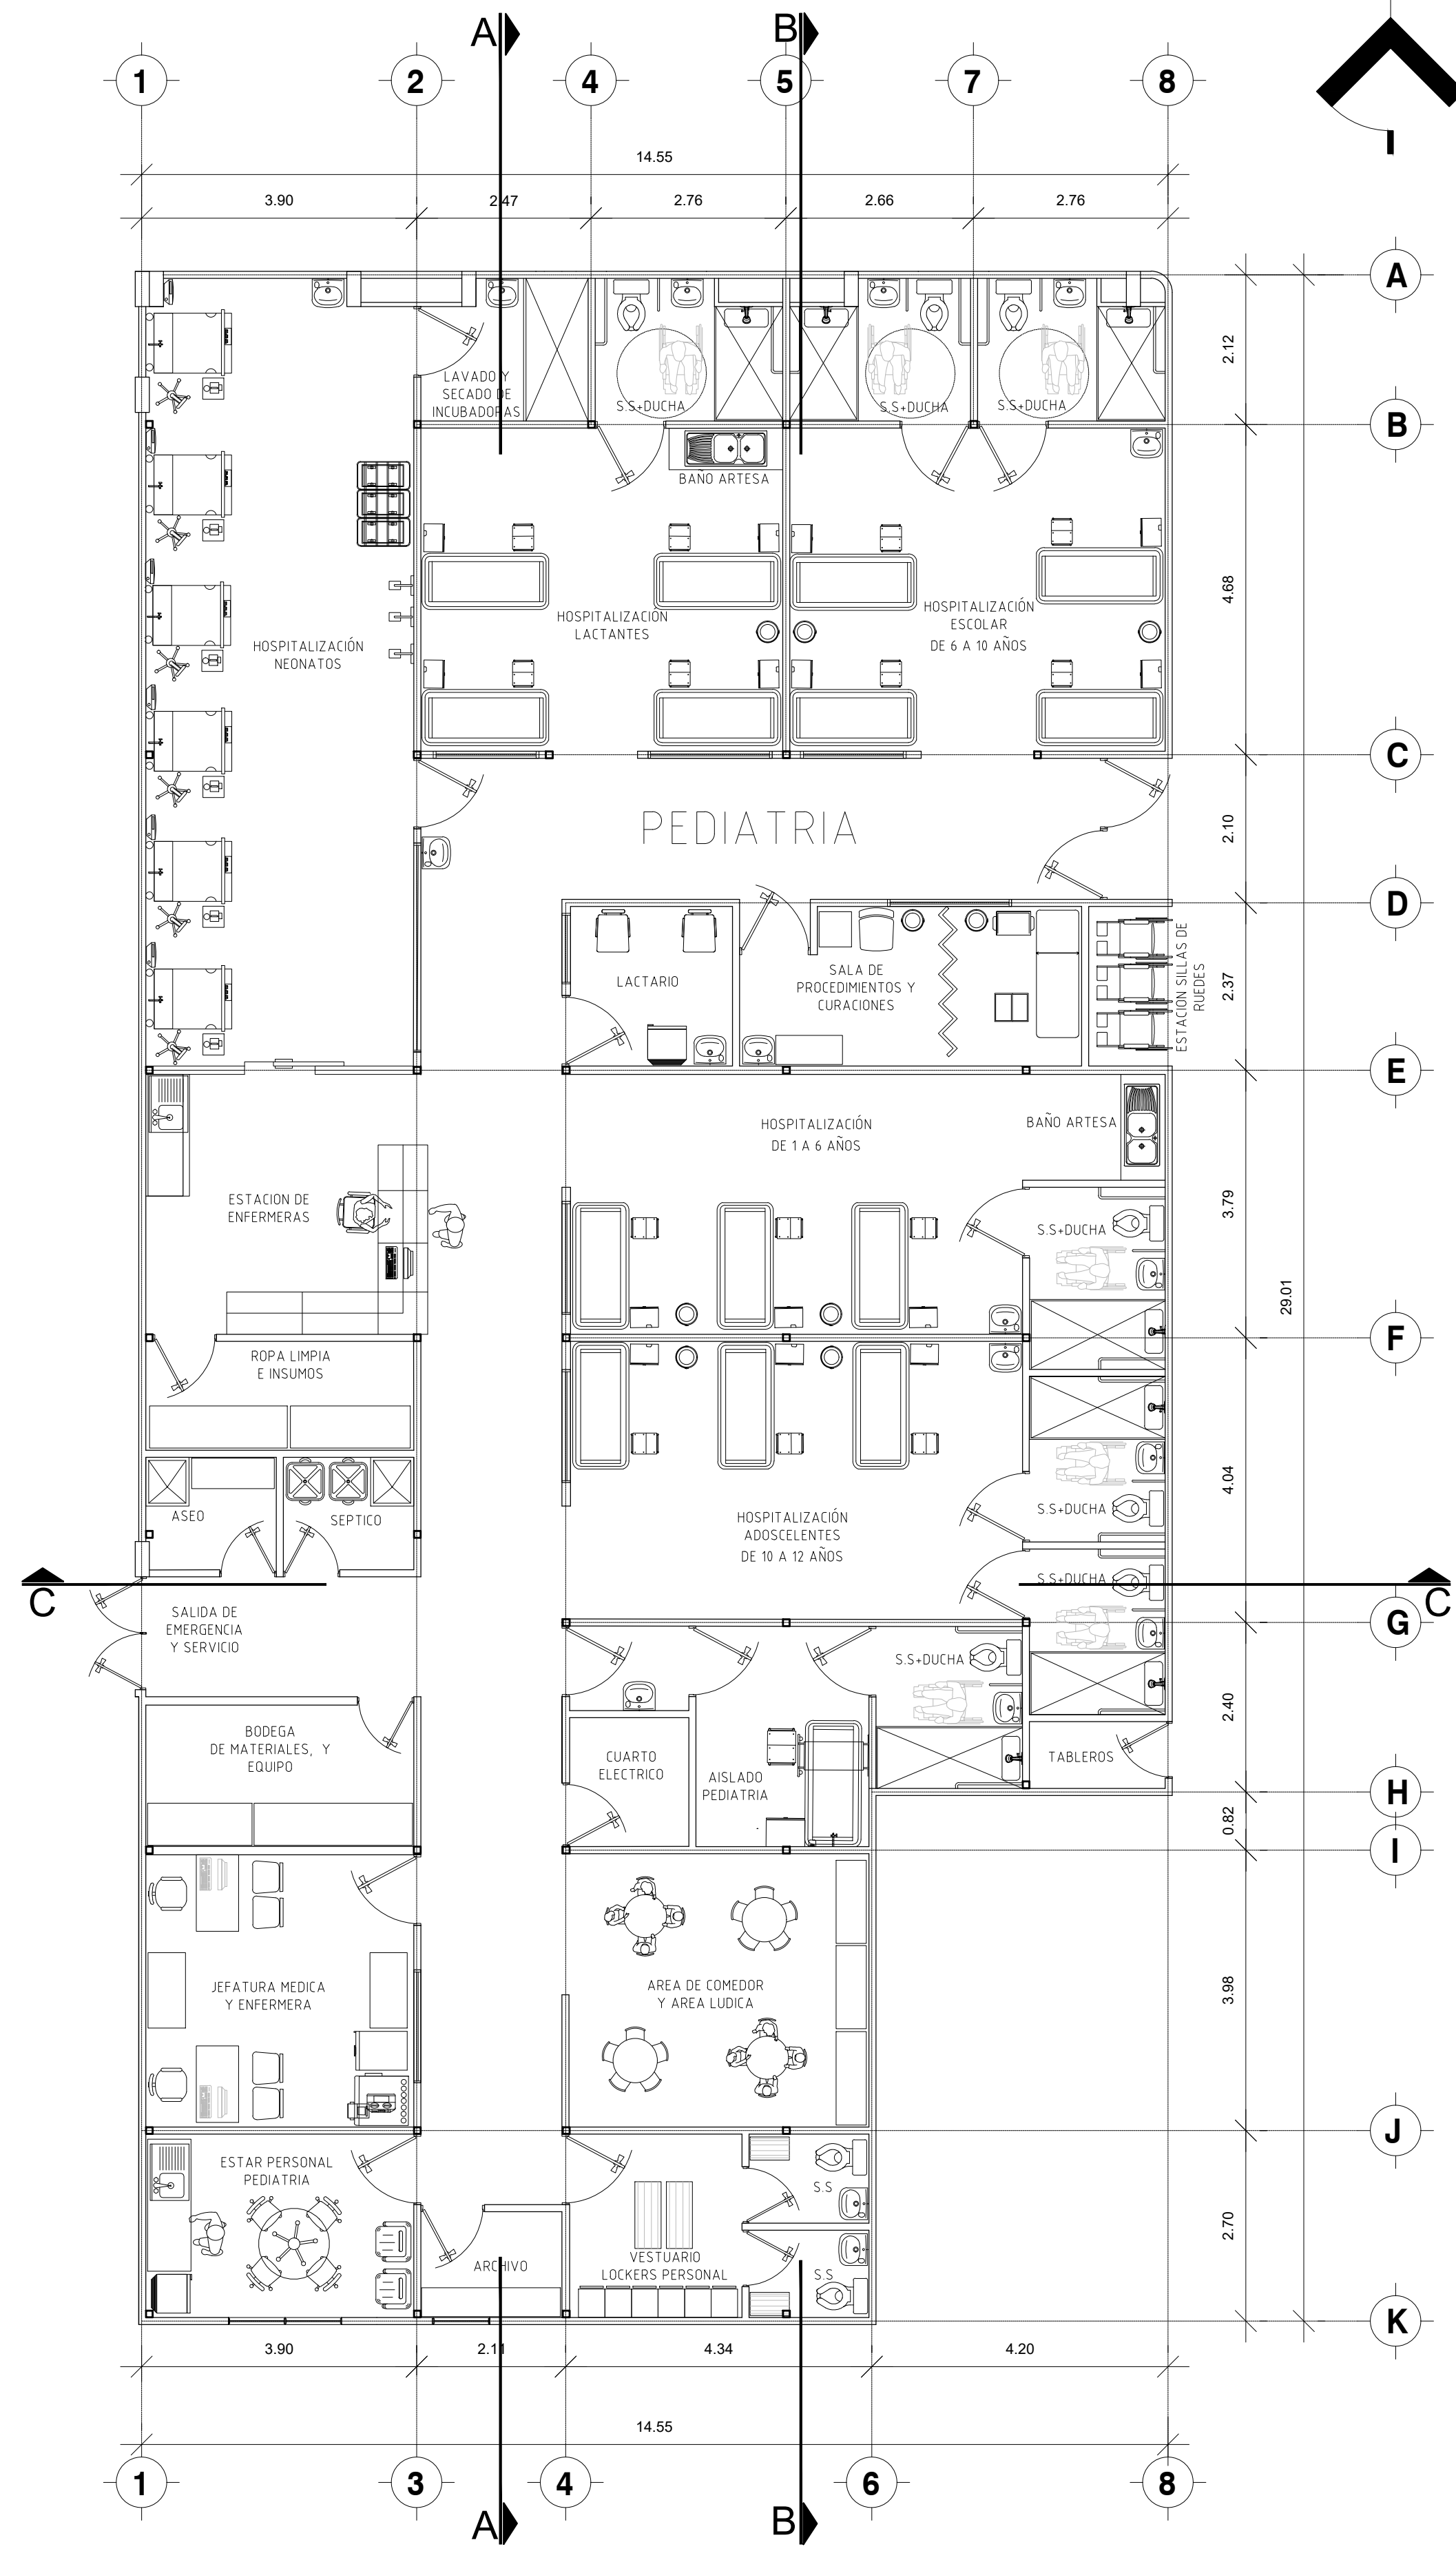 A B
1 2 4 5 7 8
14.55
3.90 2.47 2.76 2.66 2.76
A
2.12
LAVADO Y
SECADO DE
INCUBADORAS
S.S+DUCHA
S.S+DUCHA
S.S+DUCHA
B
BAÑO ARTESA
4.68
HOSPITALIZACIÓN
NEONATOS
HOSPITALIZACIÓN
LACTANTES
HOSPITALIZACIÓN
ESCOLAR
DE 6 A 10 AÑOS
C
PEDIATRIA
2.10
D
LACTARIO
SALA DE
PROCEDIMIENTOS Y
CURACIONES
ESTACION SILLAS DE
RUEDES
2.37
E
HOSPITALIZACIÓN
DE 1 A 6 AÑOS
BAÑO ARTESA
ESTACION DE
ENFERMERAS
S.S+DUCHA
3.79
29.01
F
ROPA LIMPIA
E INSUMOS
ASEO
SEPTICO
HOSPITALIZACIÓN
ADOSCELENTES
DE 10 A 12 AÑOS
S.S+DUCHA
4.04
S.S+DUCHA
C C
G
SALIDA DE
EMERGENCIA
Y SERVICIO
S.S+DUCHA
2.40
BODEGA
DE MATERIALES, Y
EQUIPO
CUARTO
ELECTRICO
AISLADO
PEDIATRIA
TABLEROS
H
0.82
I
JEFATURA MEDICA
Y ENFERMERA
AREA DE COMEDOR
Y AREA LUDICA
3.98
J
ESTAR PERSONAL
PEDIATRIA
S.S
2.70
ARCHIVO
VESTUARIO
LOCKERS PERSONAL
S.S
K
3.90 2.11 4.34 4.20
14.55
1 3 4 6 8
A B